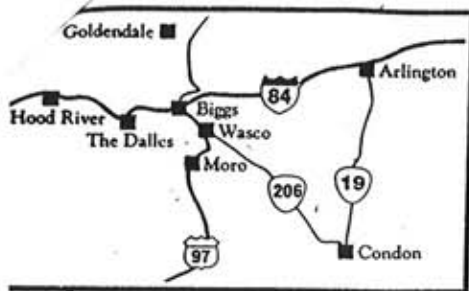 Goldendale
Arlington
84
Hood River
Biggs
The Dalles
Wasco
Moro
206
19
97
Condon